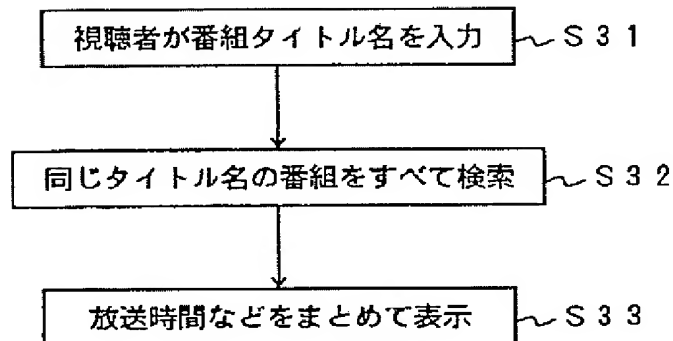 視聴者が番組タイトル名を入力 S31
同じタイトル名の番組をすべて検索 S32
放送時間などをまとめて表示 S33